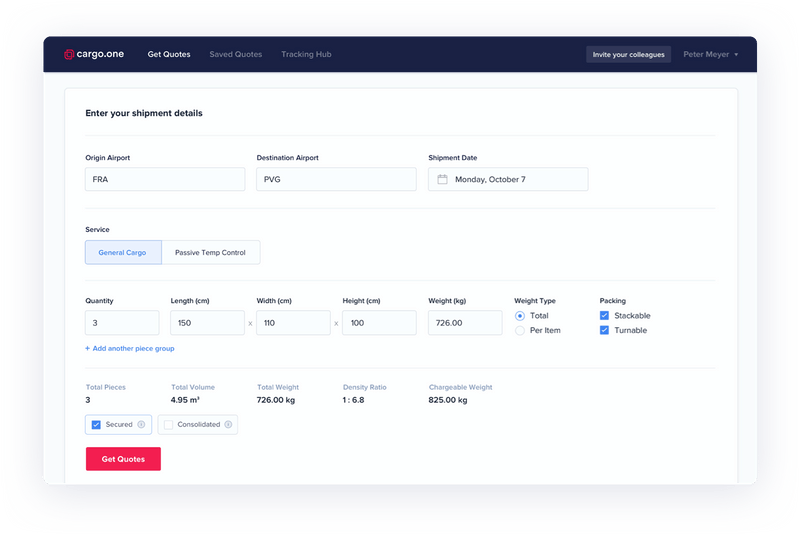 cargo.one Get Quotes Saved Quotes Tracking Hub Invite your colleagues Peter Meyer
Enter your shipment details
Origin Airport Destination Airport Shipment Date
FRA PVG Monday, October 7
Service
General Cargo Passive Temp Control
Quantity Length (cm) Width (cm) Height (cm) Weight (kg) Weight Type Packing
3 150 x 110 x 100 726.00 Total Stackable
Per Item Turnable
+ Add another piece group
Total Pieces Total Volume Total Weight Density Ratio Chargeable Weight
3 4.95 m³ 726.00 kg 1 : 6.8 825.00 kg
Secured ? Consolidated ?
Get Quotes